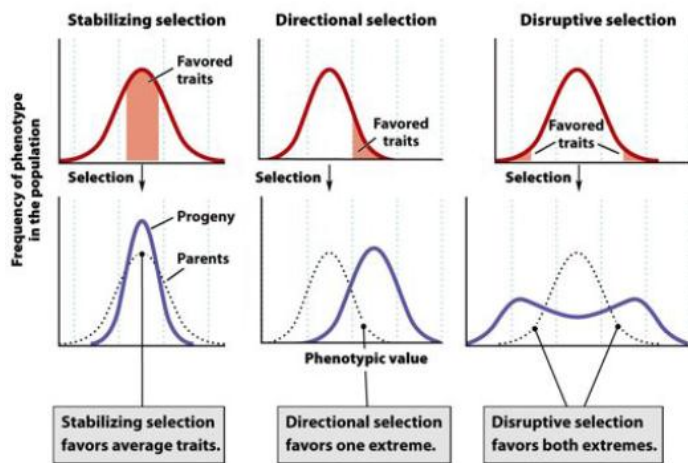 Stabilizing selection
Directional selection
Disruptive selection
Frequency of phenotype
in the population
Favored
traits
Favored
traits
Favored
traits
Selection
Selection
Selection
Progeny
Parents
Phenotypic value
Stabilizing selection
favors average traits.
Directional selection
favors one extreme.
Disruptive selection
favors both extremes.